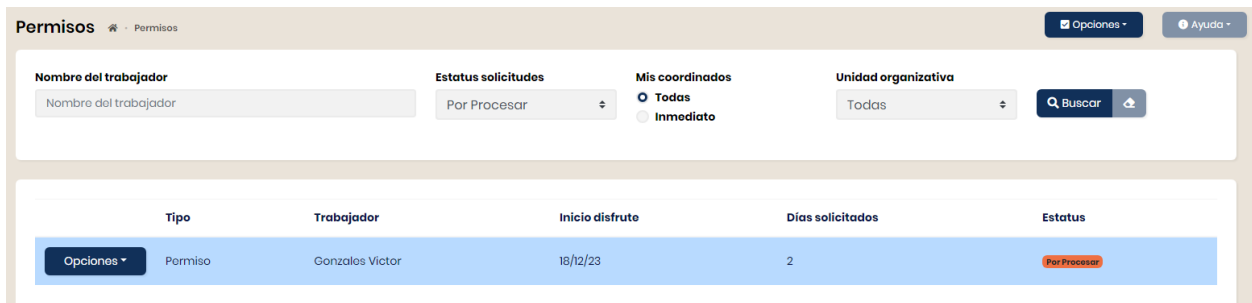 Permisos · Permisos
Opciones
Ayuda
Nombre del trabajador
Nombre del trabajador
Estatus solicitudes
Por Procesar
Mis coordinados
Todas
Inmediato
Unidad organizativa
Todas
Buscar
Tipo Trabajador Inicio disfrute Días solicitados Estatus
Opciones Permiso Gonzales Victor 18/12/23 2 Por Procesar